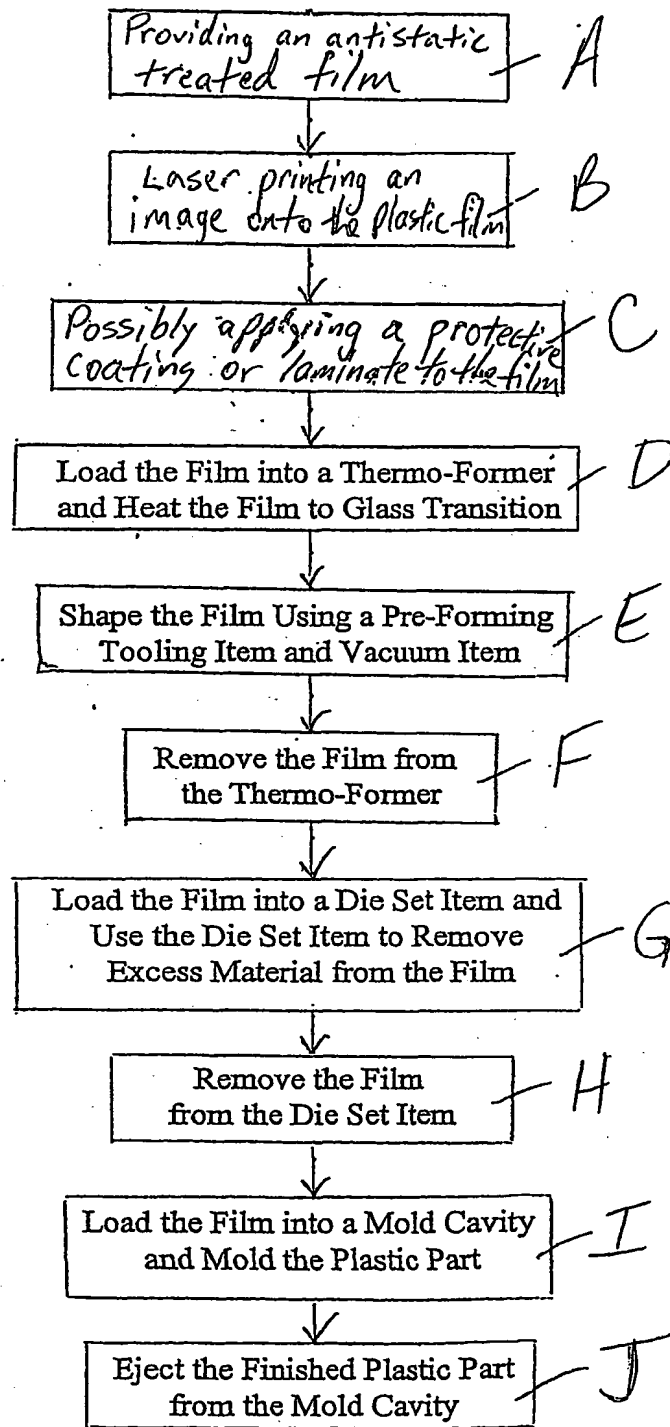 Providing an antistatic
treated film
A
Laser printing an
image onto the plastic film
B
Possibly applying a protective
coating or laminate to the film
C
Load the Film into a Thermo-Former
and Heat the Film to Glass Transition
D
Shape the Film Using a Pre-Forming
Tooling Item and Vacuum Item
E
Remove the Film from
the Thermo-Former
F
Load the Film into a Die Set Item and
Use the Die Set Item to Remove
Excess Material from the Film
G
Remove the Film
from the Die Set Item
H
Load the Film into a Mold Cavity
and Mold the Plastic Part
I
Eject the Finished Plastic Part
from the Mold Cavity
J